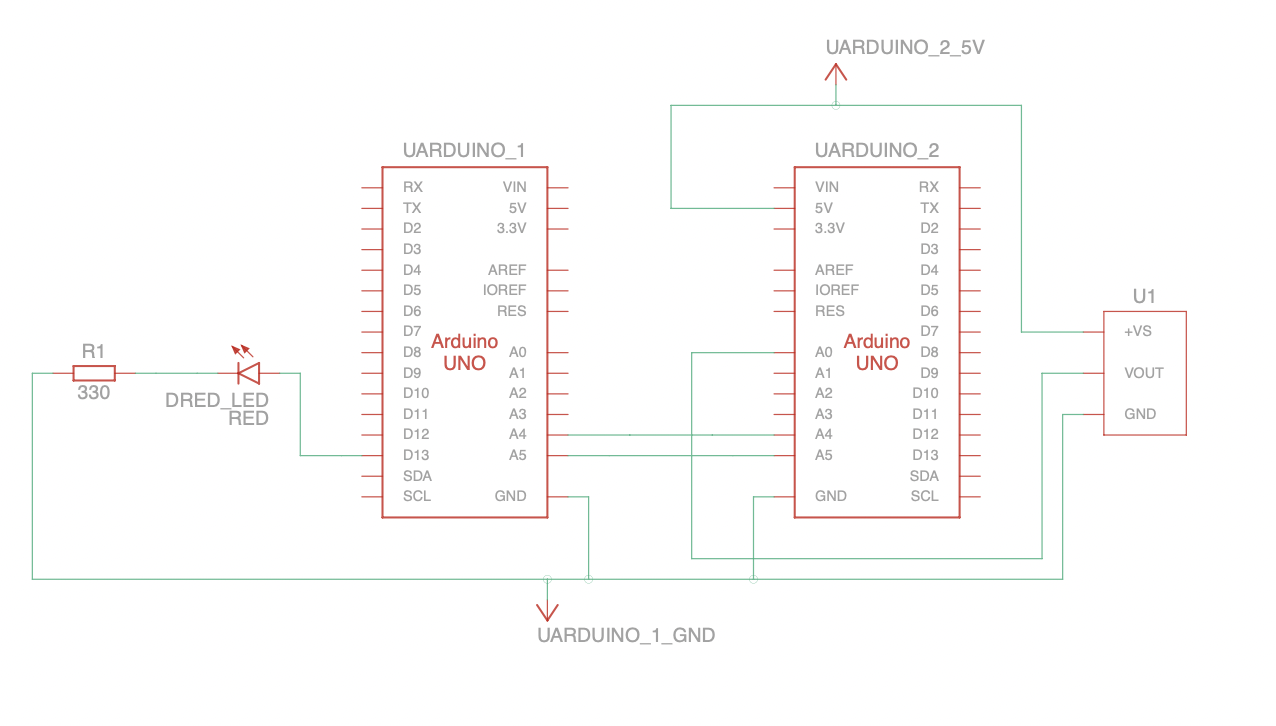 UARDUINO_2_5V
UARDUINO_1
UARDUINO_2
RX VIN
TX 5V
D2 3.3V
D3
D4 AREF
D5 IOREF
D6 RES
D7
Arduino
UNO
D8 A0
D9 A1
D10 A2
D11 A3
D12 A4
D13 A5
SDA
SCL GND
VIN RX
5V TX
3.3V D2
D3
AREF D4
IOREF D5
RES D6
D7
Arduino
UNO
A0 D8
A1 D9
A2 D10
A3 D11
A4 D12
A5 D13
SDA
GND SCL
U1
+VS
VOUT
GND
R1
330
DRED_LED
RED
UARDUINO_1_GND